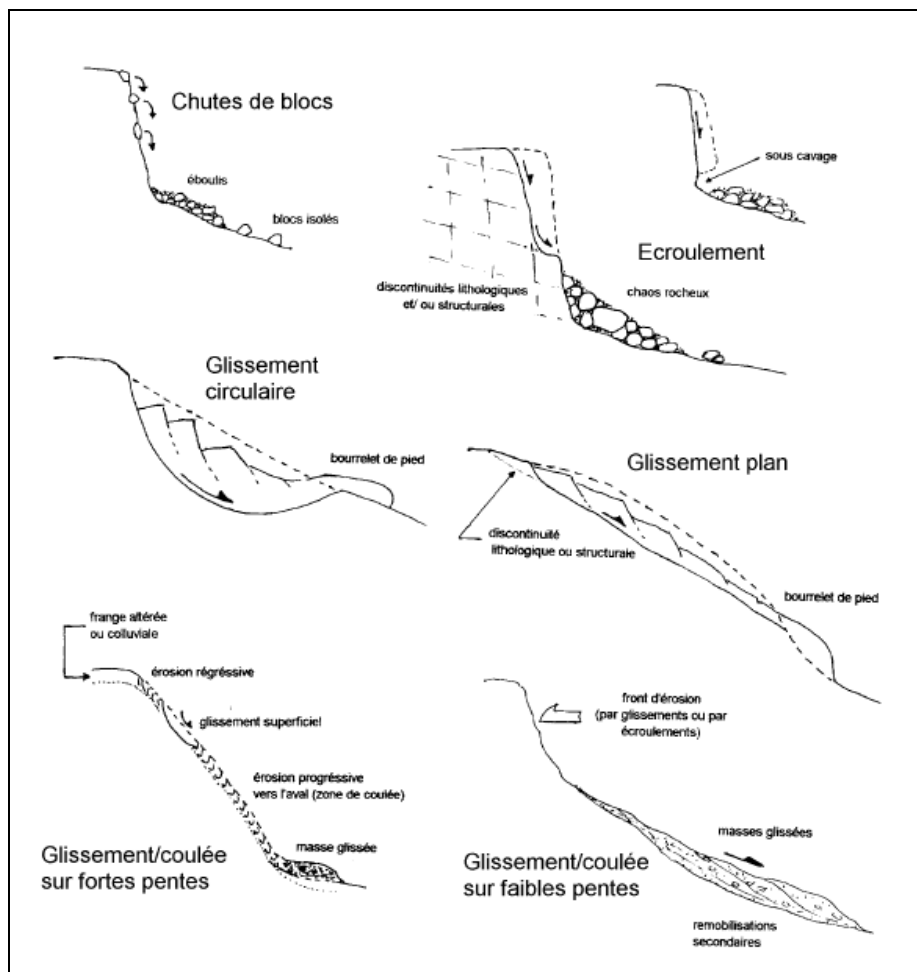 Chutes de blocs
éboulis
blocs isolés
sous cavage
Ecroulement
discontinuités lithologiques
et/ ou structurales
chaos rocheux
Glissement
circulaire
bourrelet de pied
Glissement plan
discontinuité
lithologique ou structurale
bourrelet de pied
frange altérée
ou colluviale
érosion régréssive
glissement superficiel
érosion progréssive
vers l'aval (zone de coulée)
masse glissée
Glissement/coulée
sur fortes pentes
front d'érosion
(par glissements ou par
écroulements)
masses glissées
Glissement/coulée
sur faibles pentes
remobilisations
secondaires